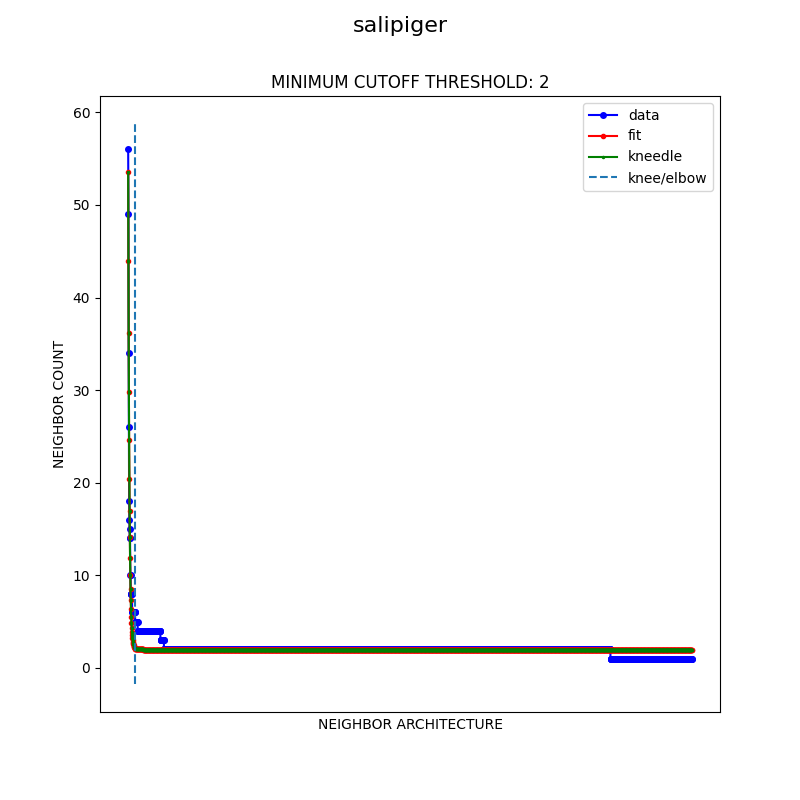 salipiger
MINIMUM CUTOFF THRESHOLD: 2
data
fit
kneedle
knee/elbow
60
50
40
30
20
10
0
NEIGHBOR COUNT
NEIGHBOR ARCHITECTURE